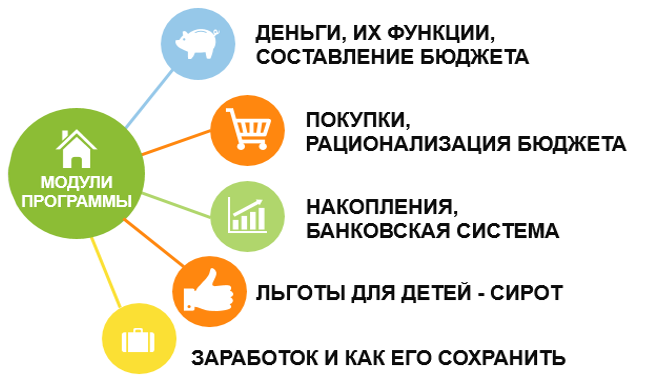 ДЕНЬГИ, ИХ ФУНКЦИИ,
СОСТАВЛЕНИЕ БЮДЖЕТА
ПОКУПКИ,
РАЦИОНАЛИЗАЦИЯ БЮДЖЕТА
МОДУЛИ
ПРОГРАММЫ
НАКОПЛЕНИЯ,
БАНКОВСКАЯ СИСТЕМА
ЛЬГОТЫ ДЛЯ ДЕТЕЙ - СИРОТ
ЗАРАБОТОК И КАК ЕГО СОХРАНИТЬ